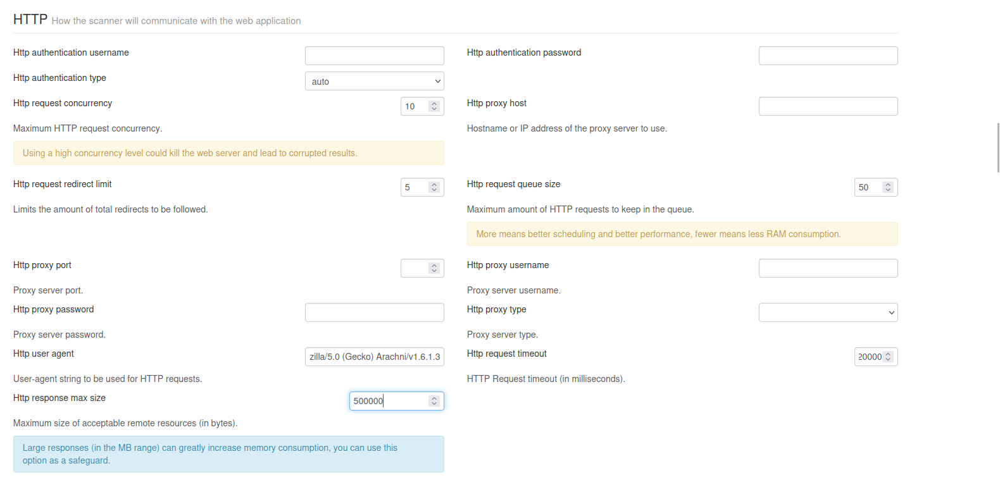 HTTP How the scanner will communicate with the web application
Http authentication username
Http authentication password
Http authentication type auto
Http request concurrency 10
Http proxy host
Maximum HTTP request concurrency.
Hostname or IP address of the proxy server to use.
Using a high concurrency level could kill the web server and lead to corrupted results.
Http request redirect limit 5
Http request queue size 50
Limits the amount of total redirects to be followed.
Maximum amount of HTTP requests to keep in the queue.
More means better scheduling and better performance, fewer means less RAM consumption.
Http proxy port
Http proxy username
Proxy server port.
Proxy server username.
Http proxy password
Http proxy type
Proxy server password.
Proxy server type.
Http user agent zilla/5.0 (Gecko) Arachni/v1.6.1.3
Http request timeout 20000
User-agent string to be used for HTTP requests.
HTTP Request timeout (in milliseconds).
Http response max size 500000
Maximum size of acceptable remote resources (in bytes).
Large responses (in the MB range) can greatly increase memory consumption, you can use this
option as a safeguard.